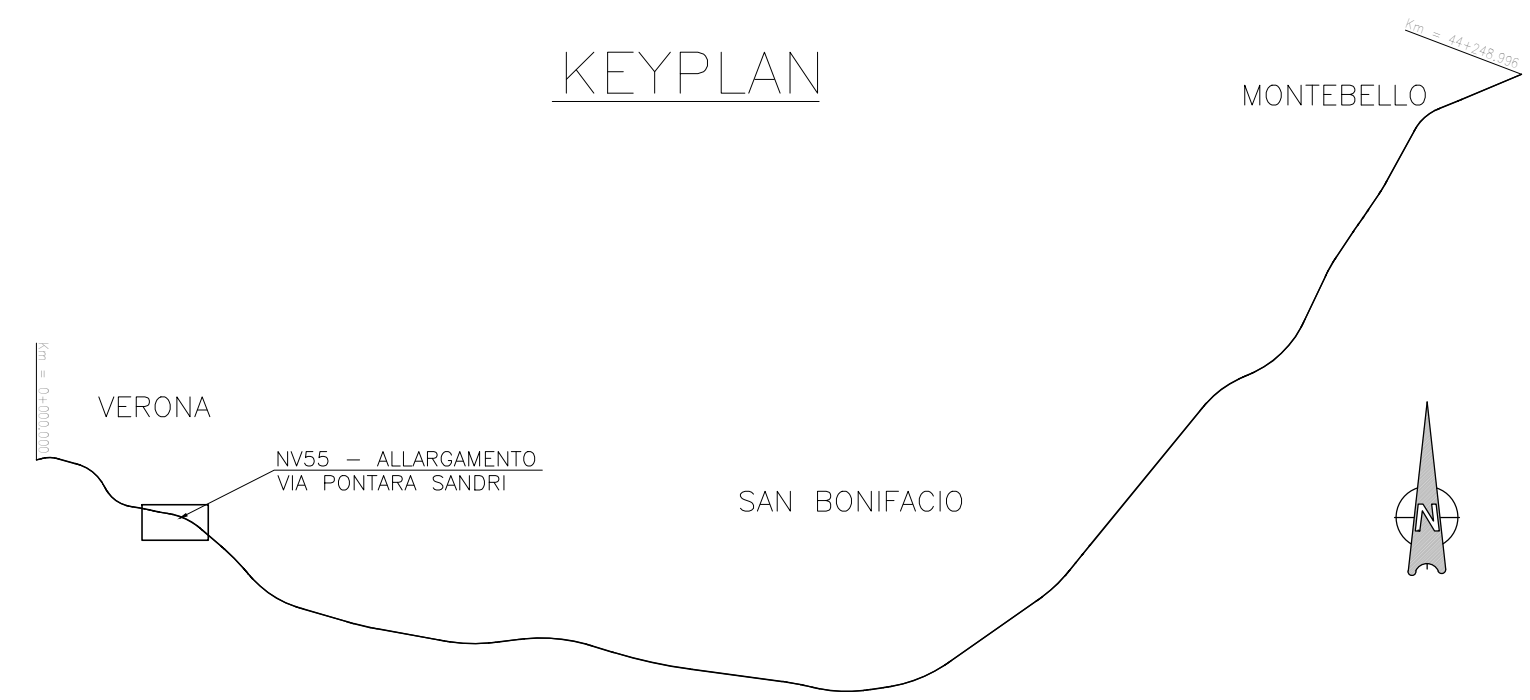 KEYPLAN
Km = 44+248.996
MONTEBELLO
Km = 0+000.000
VERONA
NV55 – ALLARGAMENTO
VIA PONTARA SANDRI
SAN BONIFACIO
N